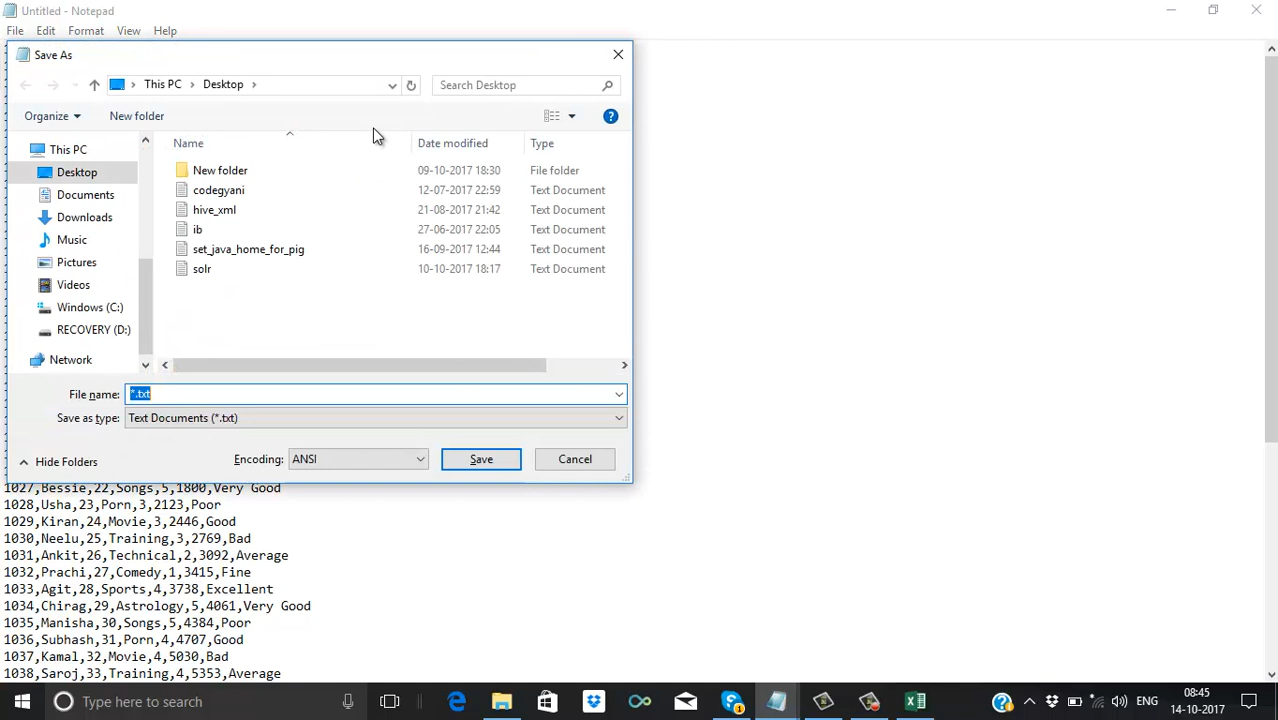 Untitled - Notepad
File Edit Format View Help
Save As
This PC Desktop
Search Desktop
Organize New folder
Name Date modified Type
This PC
Desktop
Documents
Downloads
Music
Pictures
Videos
Windows (C:)
RECOVERY (D:)
Network
New folder 09-10-2017 18:30 File folder
codegyani 12-07-2017 22:59 Text Document
hive_xml 21-08-2017 21:42 Text Document
ib 27-06-2017 22:05 Text Document
set_java_home_for_pig 16-09-2017 12:44 Text Document
solr 10-10-2017 18:17 Text Document
File name: *.txt
Save as type: Text Documents (*.txt)
Hide Folders Encoding: ANSI Save Cancel
1027,Bessie,22,Songs,5,1800,Very Good
1028,Usha,23,Porn,3,2123,Poor
1029,Kiran,24,Movie,3,2446,Good
1030,Neelu,25,Training,3,2769,Bad
1031,Ankit,26,Technical,2,3092,Average
1032,Prachi,27,Comedy,1,3415,Fine
1033,Agit,28,Sports,4,3738,Excellent
1034,Chirag,29,Astrology,5,4061,Very Good
1035,Manisha,30,Songs,5,4384,Poor
1036,Subhash,31,Porn,4,4707,Good
1037,Kamal,32,Movie,4,5030,Bad
1038,Saroj,33,Training,4,5353,Average
Type here to search
ENG
08:45
14-10-2017